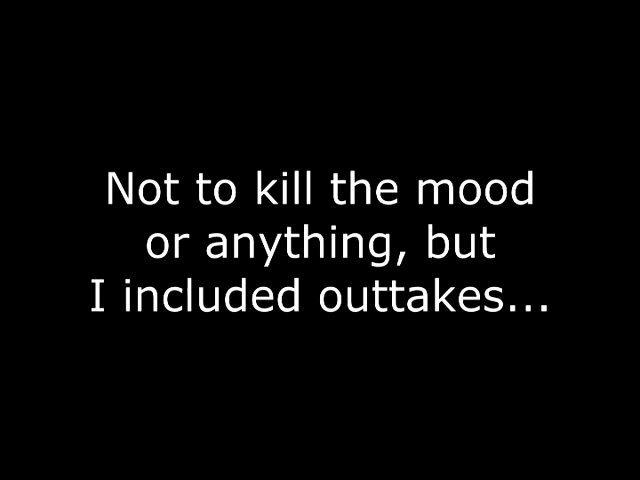 Not to kill the mood
or anything, but
I included outtakes...